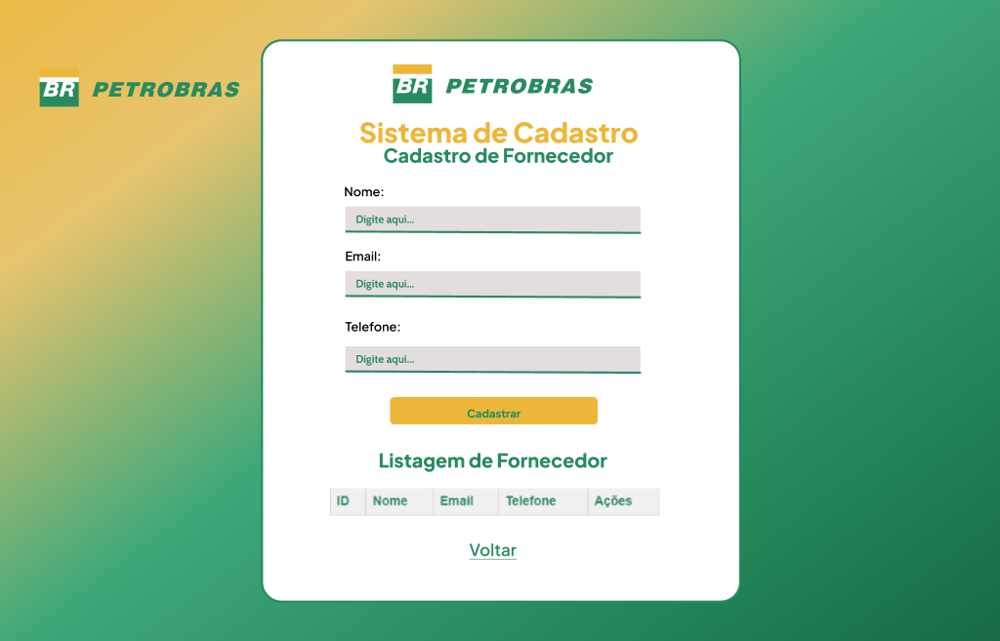 BR PETROBRAS
BR PETROBRAS
Sistema de Cadastro
Cadastro de Fornecedor
Nome:
Digite aqui...
Email:
Digite aqui...
Telefone:
Digite aqui...
Cadastrar
Listagem de Fornecedor
ID Nome Email Telefone Ações
Voltar